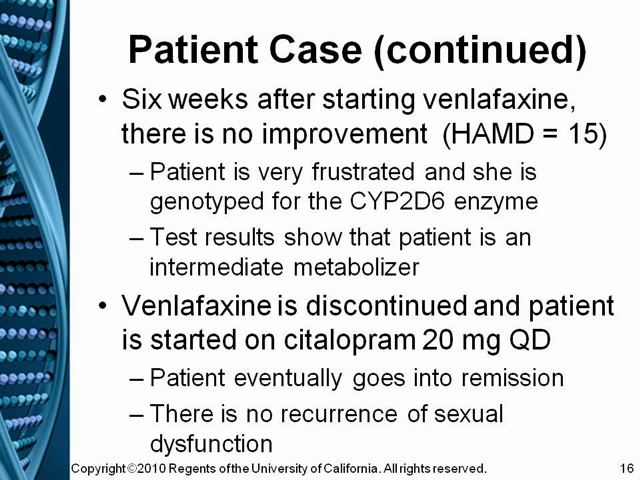 Patient Case (continued)
• Six weeks after starting venlafaxine,
there is no improvement (HAMD = 15)
– Patient is very frustrated and she is
genotyped for the CYP2D6 enzyme
– Test results show that patient is an
intermediate metabolizer
• Venlafaxine is discontinued and patient
is started on citalopram 20 mg QD
– Patient eventually goes into remission
– There is no recurrence of sexual
dysfunction
Copyright ©2010 Regents of the University of California. All rights reserved. 16